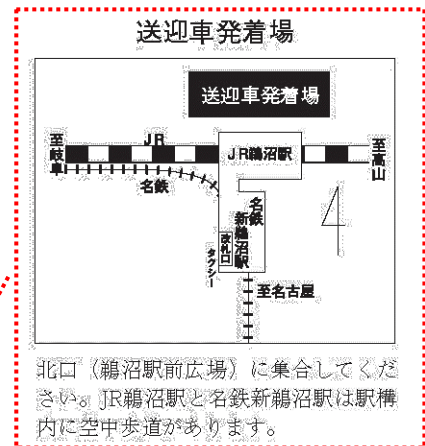 送迎車発着場
送迎車発着場
至岐阜
JR
JR鵜沼駅
至高山
名鉄
名鉄
新鵜沼駅
改札口
タクシー
至名古屋
北口（鵜沼駅前広場）に集合してくだ
さい。JR鵜沼駅と名鉄新鵜沼駅は駅構
内に空中歩道があります。